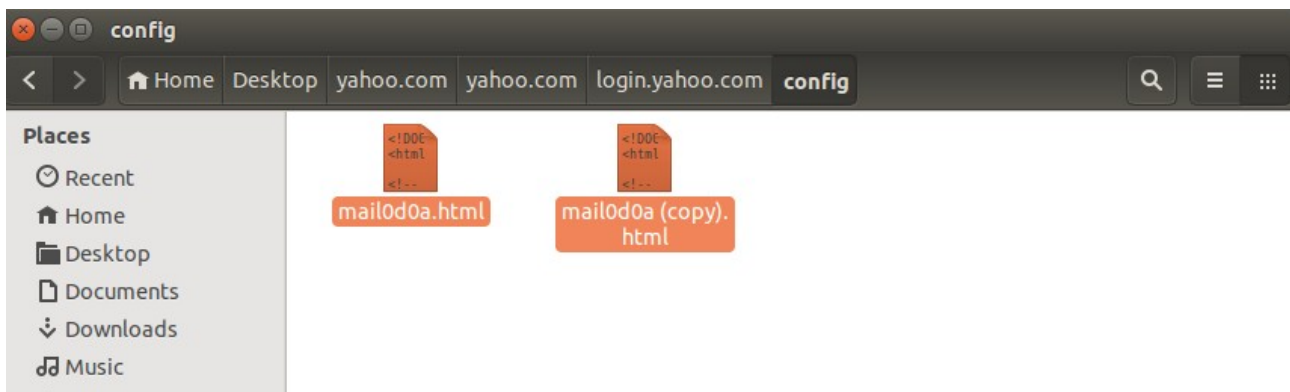 config
Home Desktop yahoo.com yahoo.com login.yahoo.com config
Places
Recent
Home
Desktop
Documents
Downloads
Music
<!DOC
<html
<!--
mail0d0a.html
<!DOC
<html
<!--
mail0d0a (copy).
html